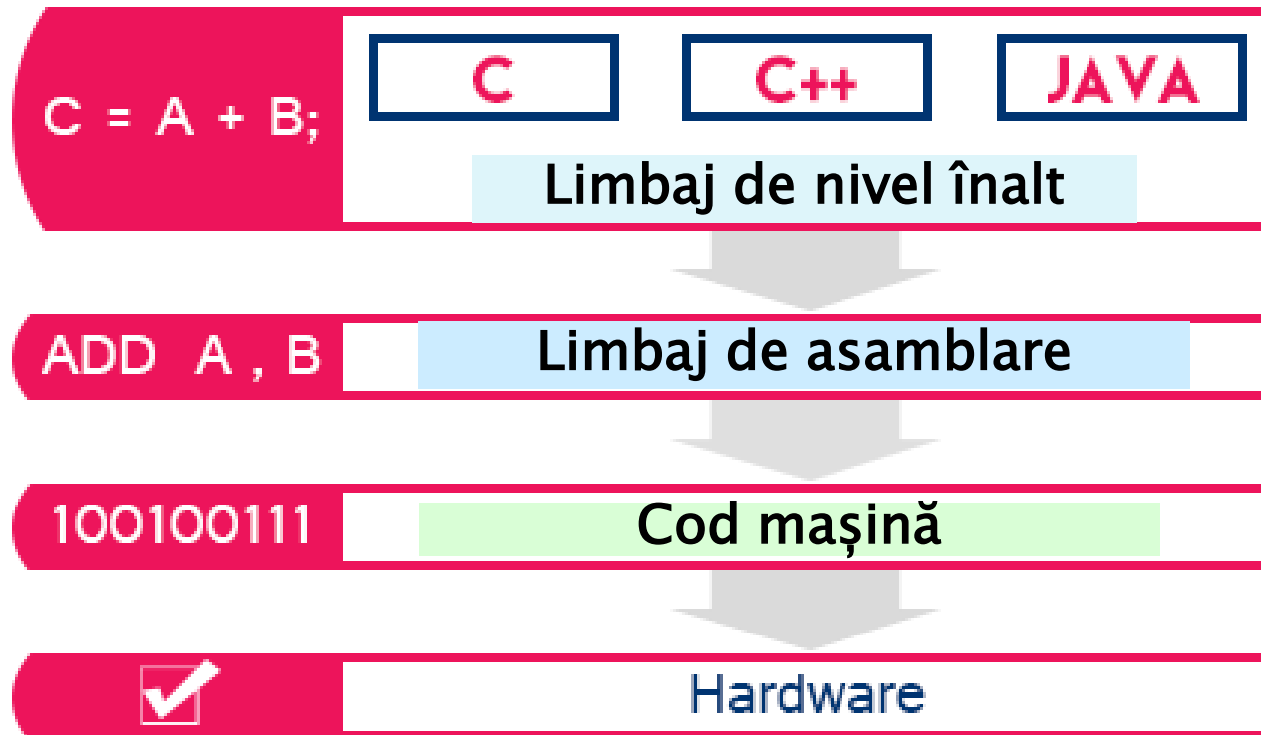 C = A + B;
C C++ JAVA
Limbaj de nivel înalt
ADD A , B
Limbaj de asamblare
100100111
Cod mașină
Hardware